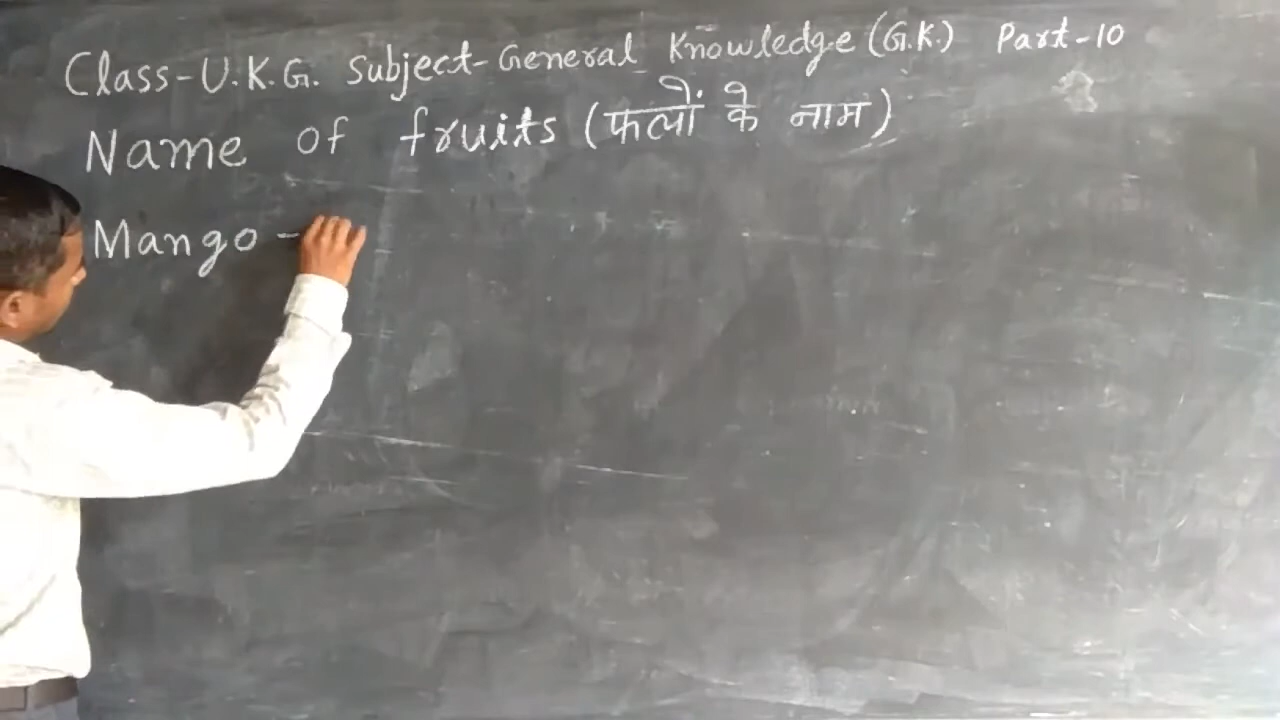 Class-U.K.G. Subject-General Knowledge (G.K.) Part-10
Name of fruits (फलों के नाम)
Mango -